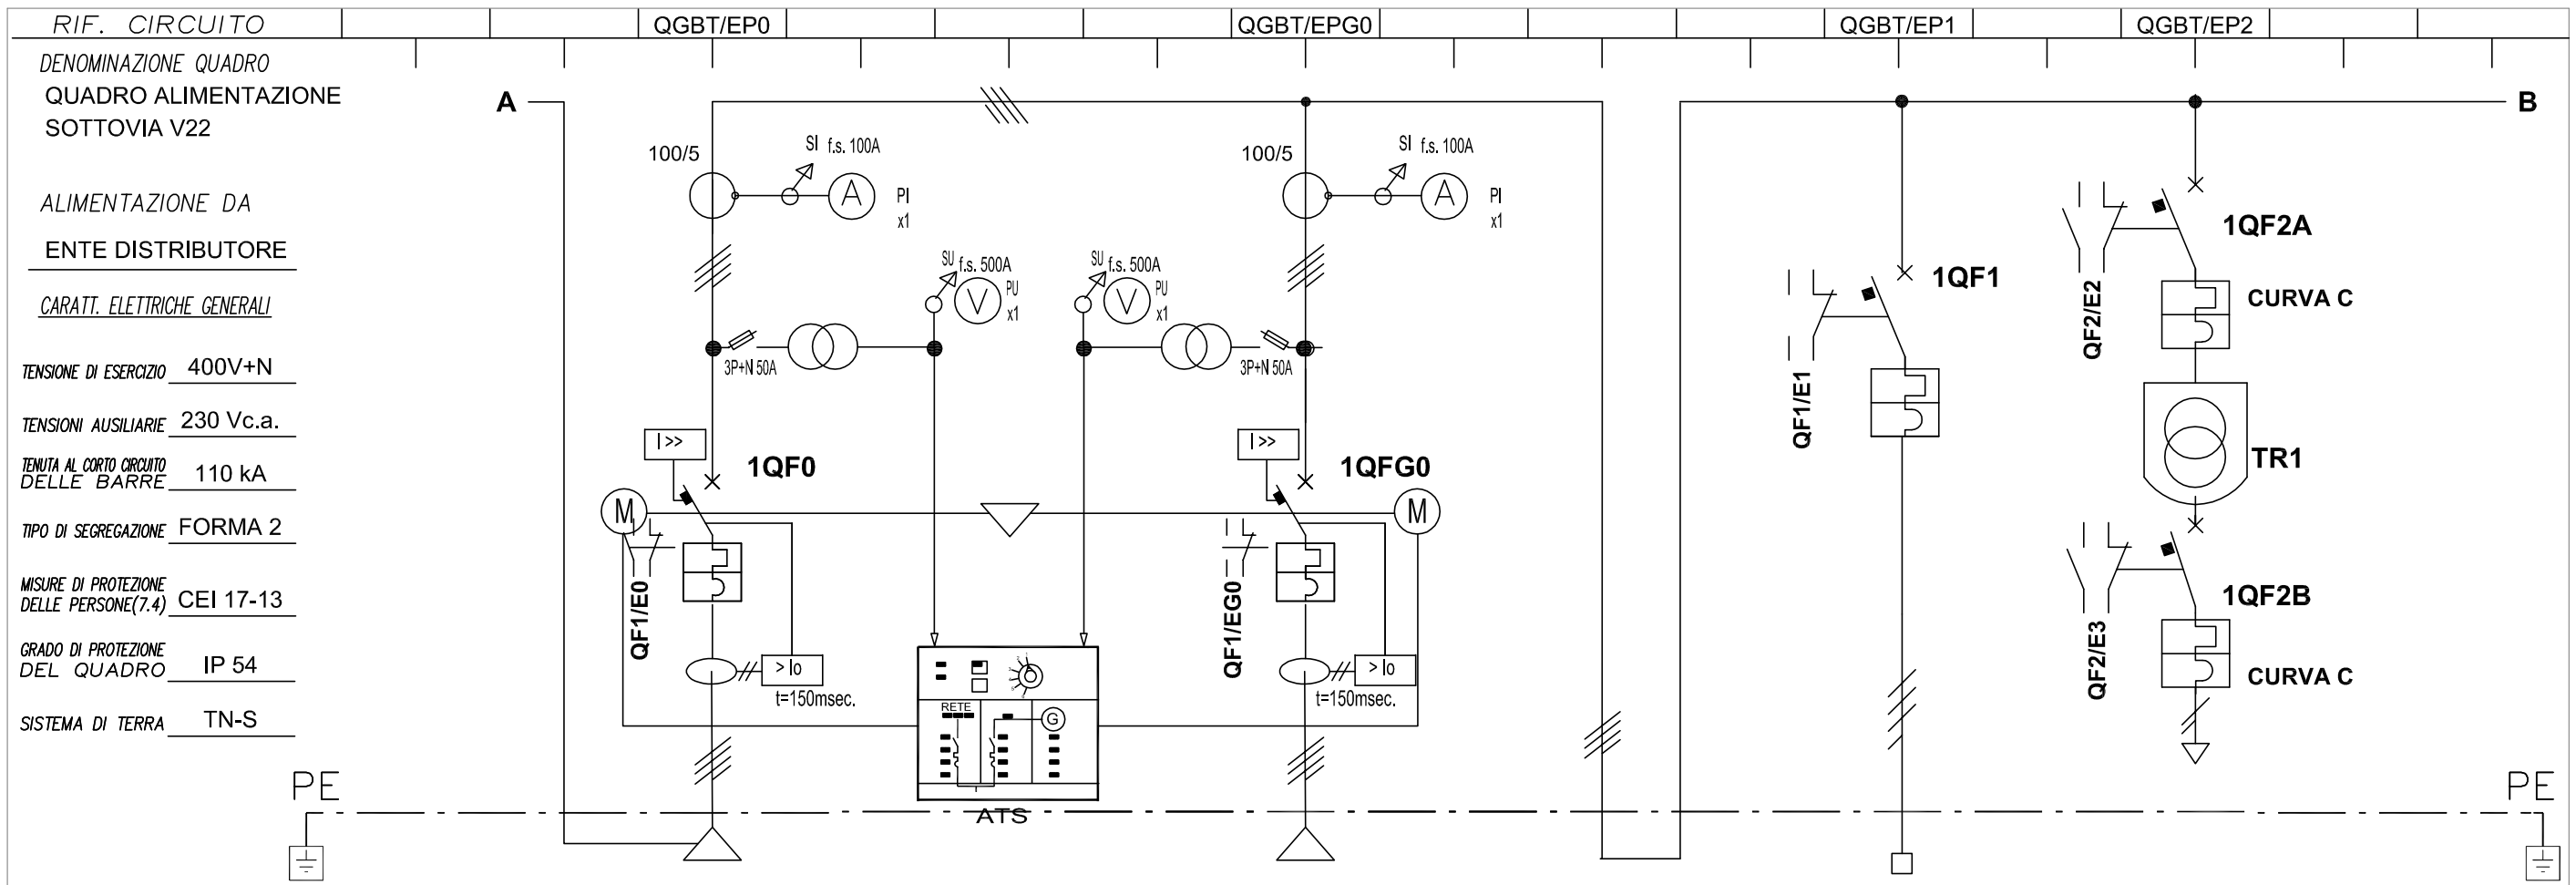 RIF. CIRCUITO
QGBT/EP0
QGBT/EPG0
QGBT/EP1
QGBT/EP2
DENOMINAZIONE QUADRO
QUADRO ALIMENTAZIONE
SOTTOVIA V22
ALIMENTAZIONE DA
ENTE DISTRIBUTORE
CARATT. ELETTRICHE GENERALI
TENSIONE DI ESERCIZIO 400V+N
TENSIONI AUSILIARIE 230 Vc.a.
TENUTA AL CORTO CIRCUITO
DELLE BARRE 110 kA
TIPO DI SEGREGAZIONE FORMA 2
MISURE DI PROTEZIONE
DELLE PERSONE(7.4) CEI 17-13
GRADO DI PROTEZIONE
DEL QUADRO IP 54
SISTEMA DI TERRA TN-S
PE
A
100/5
SI f.s. 100A
A
PI
x1
SU f.s. 500A
V
PU
x1
3P+N 50A
I >>
1QF0
M
QF1/E0
> Io
t=150msec.
100/5
SI f.s. 100A
A
PI
x1
SU f.s. 500A
V
PU
x1
3P+N 50A
I >>
1QFG0
M
QF1/EG0
> Io
t=150msec.
RETE
G
ATS
1QF1
QF1/E1
B
1QF2A
QF2/E2
CURVA C
TR1
1QF2B
QF2/E3
CURVA C
PE